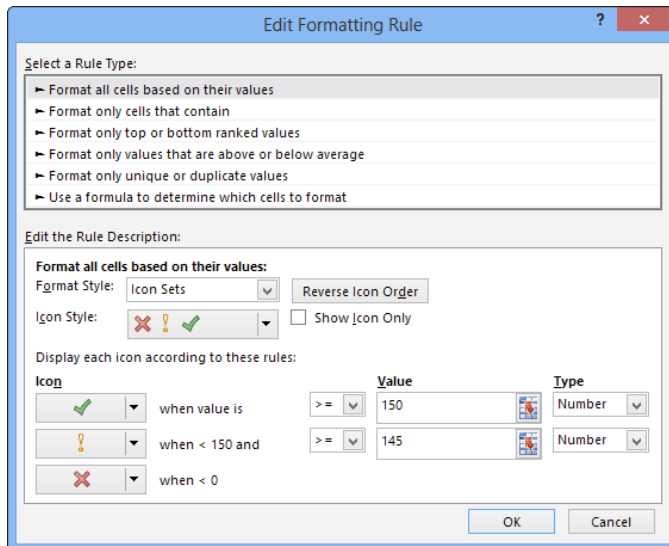 Edit Formatting Rule
?
Select a Rule Type:
► Format all cells based on their values
► Format only cells that contain
► Format only top or bottom ranked values
► Format only values that are above or below average
► Format only unique or duplicate values
► Use a formula to determine which cells to format
Edit the Rule Description:
Format all cells based on their values:
Format Style: Icon Sets Reverse Icon Order
Icon Style: Show Icon Only
Display each icon according to these rules:
Icon Value Type
when value is >= 150 Number
when < 150 and >= 145 Number
when < 0
OK Cancel